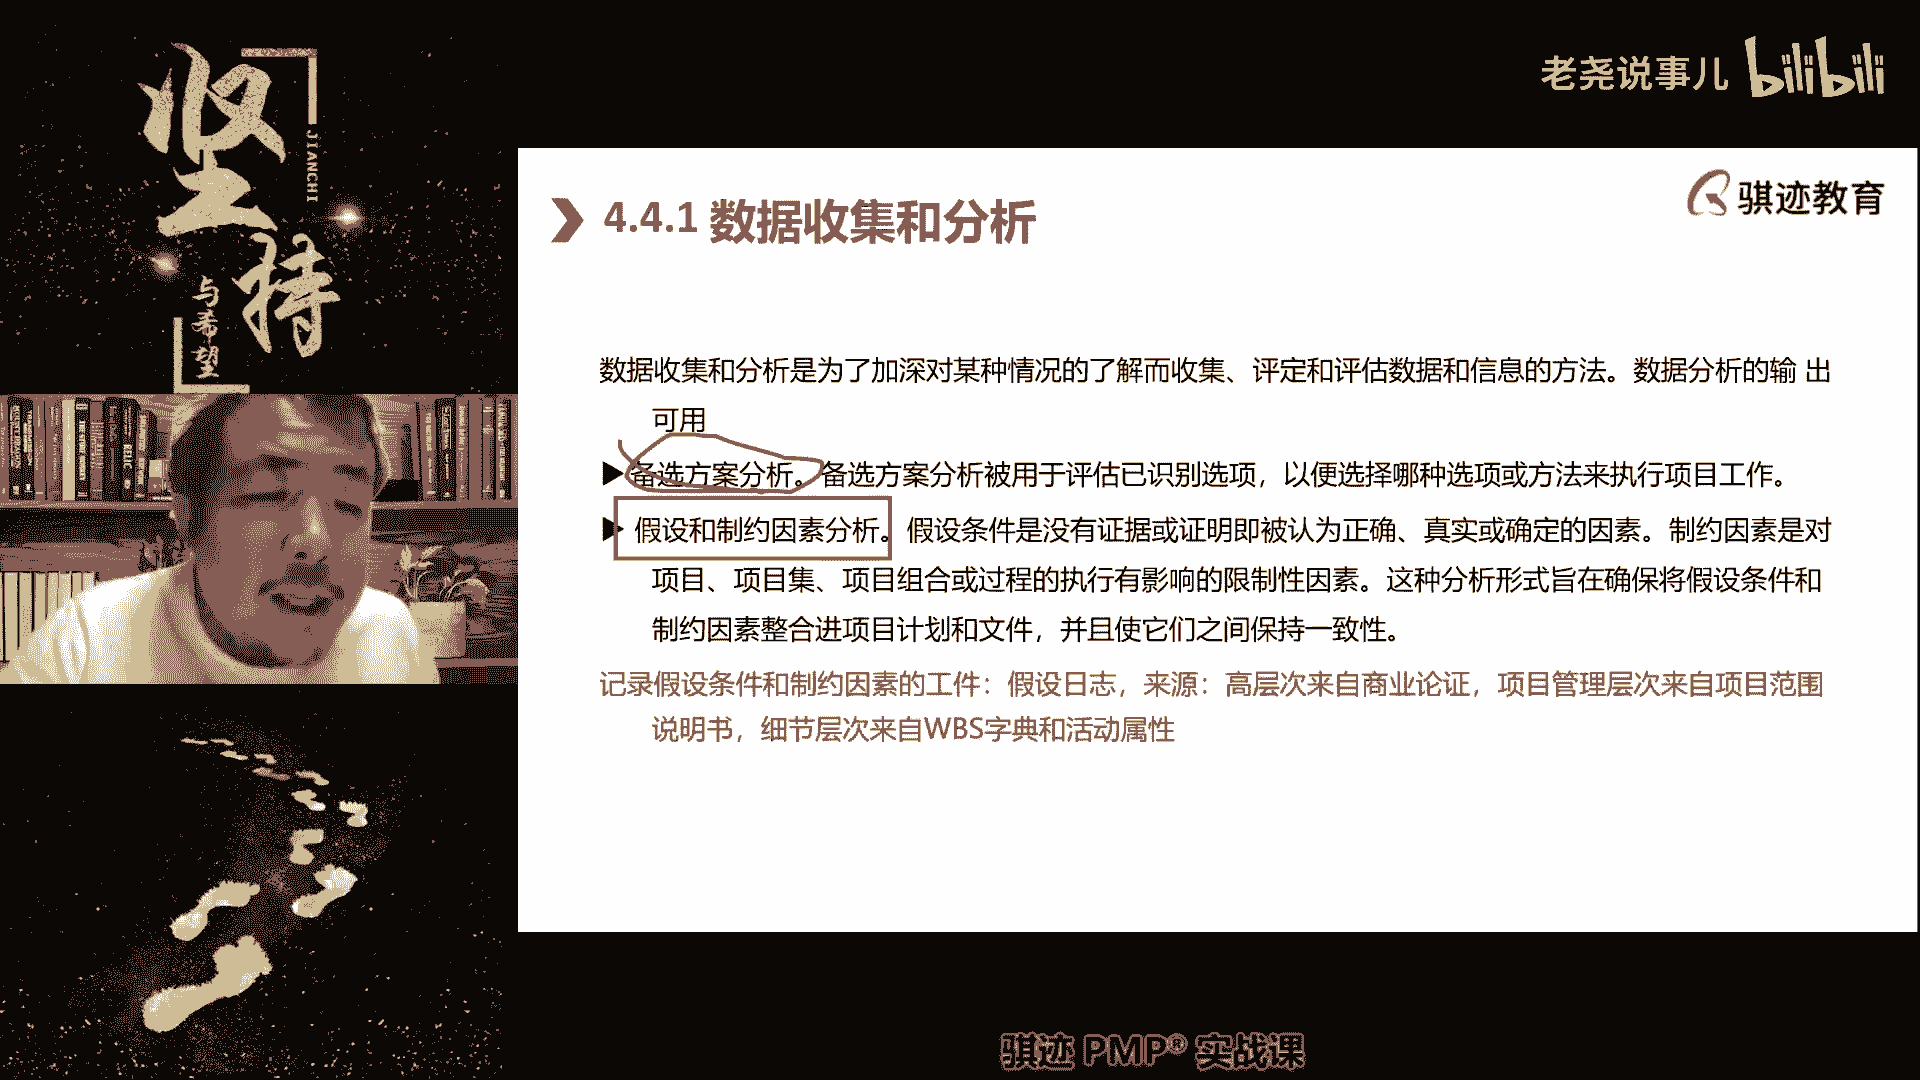 坚持
JIANCHI
与希望
老尧说事儿 bilibili
骐迹教育
4.4.1 数据收集和分析
数据收集和分析是为了加深对某种情况的了解而收集、评定和评估数据和信息的方法。数据分析的输 出
可用
备选方案分析。备选方案分析被用于评估已识别选项，以便选择哪种选项或方法来执行项目工作。
假设和制约因素分析。假设条件是没有证据或证明即被认为正确、真实或确定的因素。制约因素是对
项目、项目集、项目组合或过程的执行有影响的限制性因素。这种分析形式旨在确保将假设条件和
制约因素整合进项目计划和文件，并且使它们之间保持一致性。
记录假设条件和制约因素的工件：假设日志，来源：高层次来自商业论证，项目管理层次来自项目范围
说明书，细节层次来自WBS字典和活动属性
骐迹 PMP® 实战课